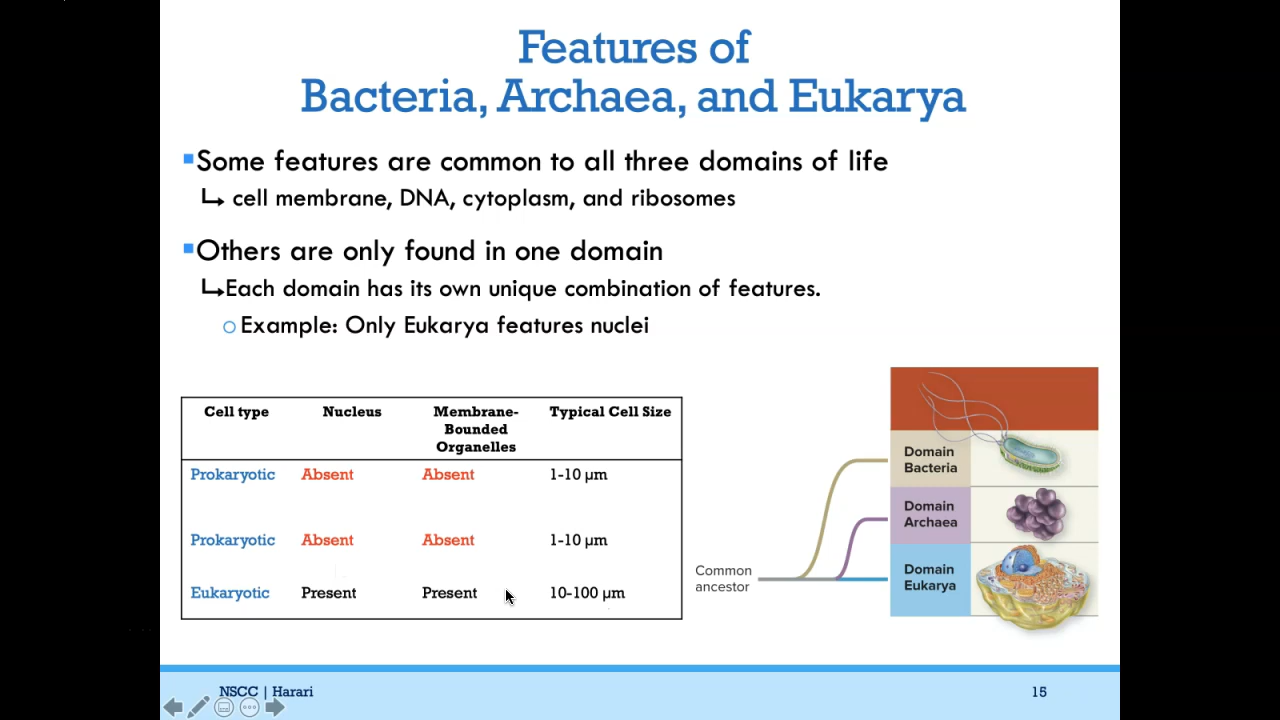 Features of
Bacteria, Archaea, and Eukarya
Some features are common to all three domains of life
cell membrane, DNA, cytoplasm, and ribosomes
Others are only found in one domain
Each domain has its own unique combination of features.
Example: Only Eukarya features nuclei
Cell type Nucleus Membrane- Typical Cell Size
Bounded
Organelles
Prokaryotic Absent Absent 1-10 µm
Prokaryotic Absent Absent 1-10 µm
Eukaryotic Present Present 10-100 µm
Common
ancestor
Domain
Bacteria
Domain
Archaea
Domain
Eukarya
NSCC | Harari
15